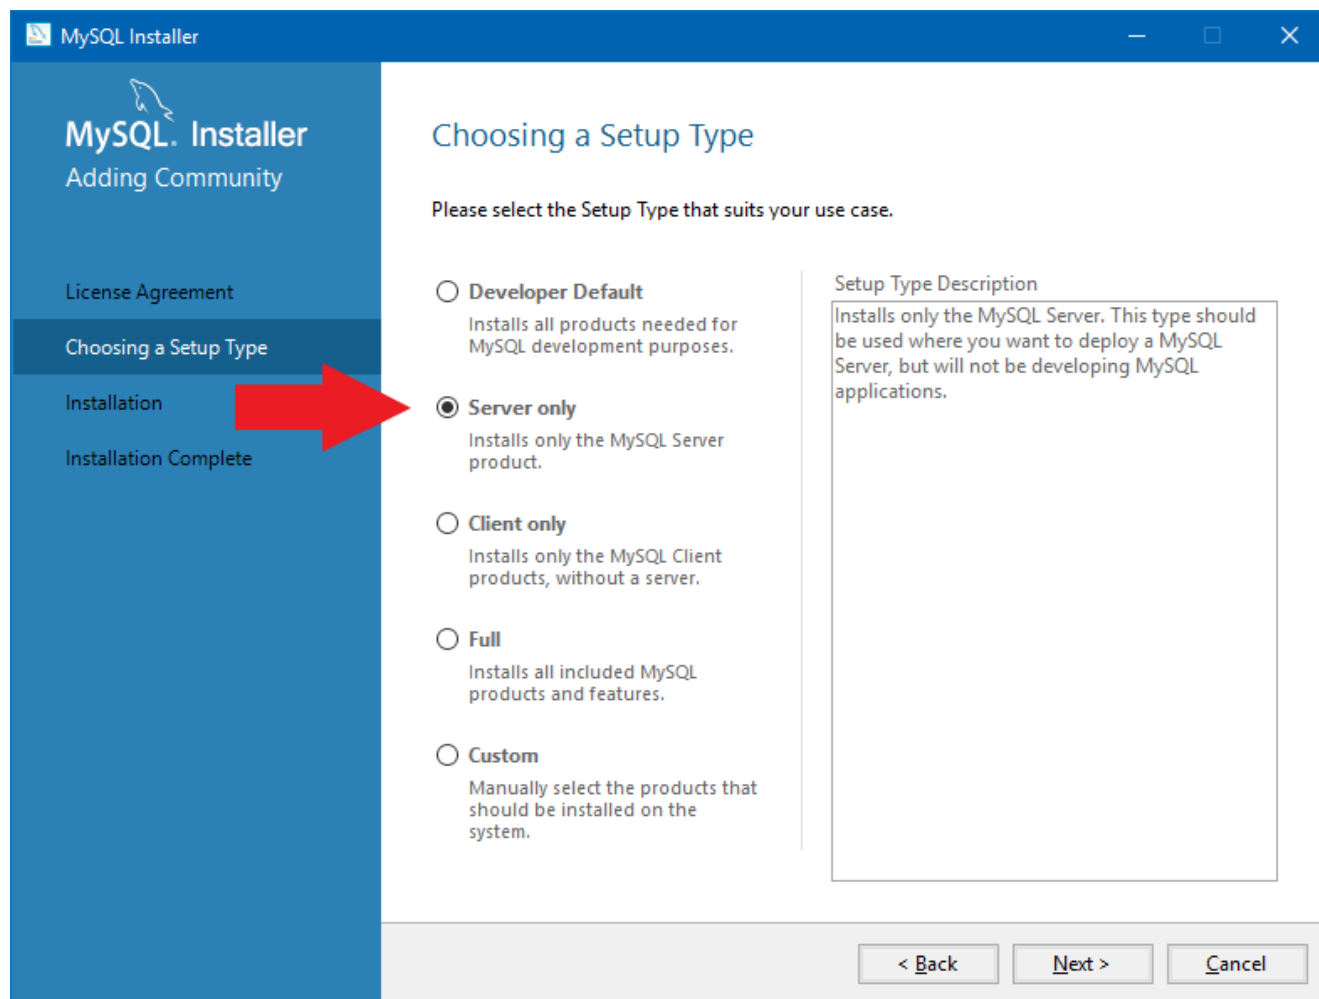 MySQL Installer
MySQL. Installer
Adding Community
License Agreement
Choosing a Setup Type
Installation
Installation Complete
Choosing a Setup Type
Please select the Setup Type that suits your use case.
Developer Default
Installs all products needed for
MySQL development purposes.
Server only
Installs only the MySQL Server
product.
Client only
Installs only the MySQL Client
products, without a server.
Full
Installs all included MySQL
products and features.
Custom
Manually select the products that
should be installed on the
system.
Setup Type Description
Installs only the MySQL Server. This type should
be used where you want to deploy a MySQL
Server, but will not be developing MySQL
applications.
< Back
Next >
Cancel